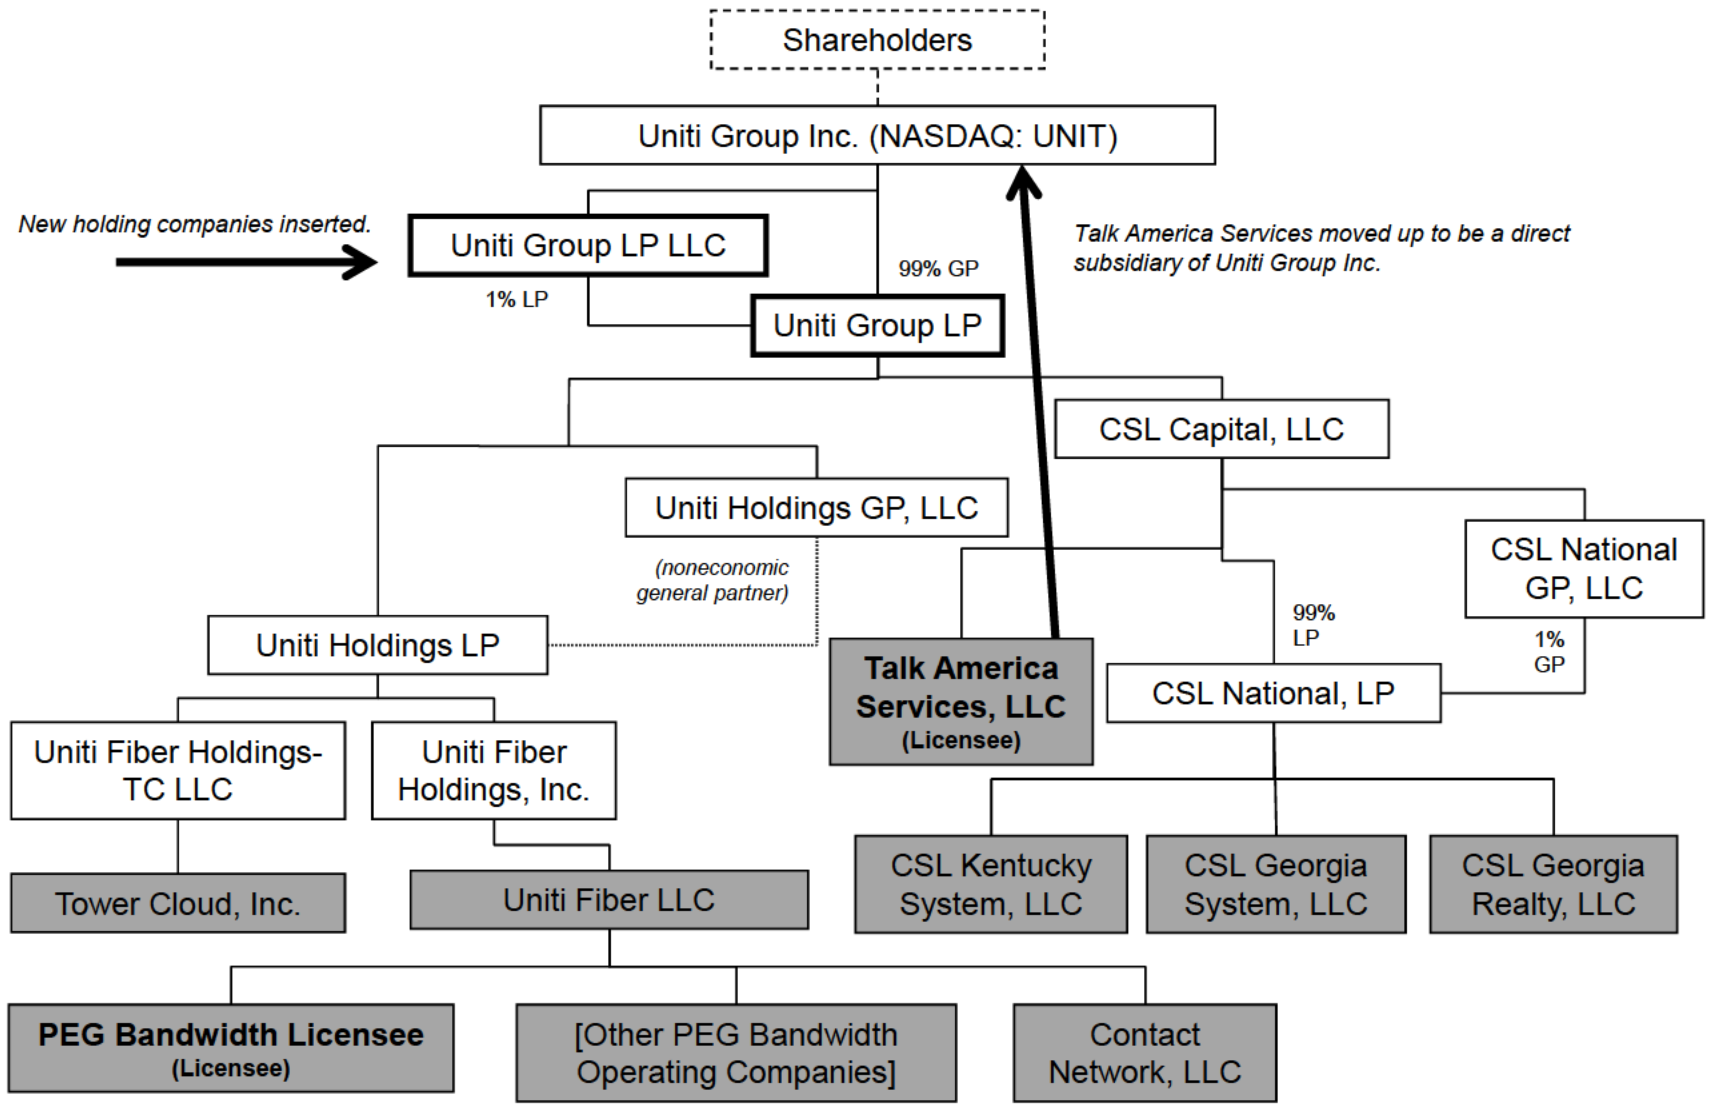 Shareholders
Uniti Group Inc. (NASDAQ: UNIT)
New holding companies inserted.
Uniti Group LP LLC
1% LP
99% GP
Talk America Services moved up to be a direct
subsidiary of Uniti Group Inc.
Uniti Group LP
CSL Capital, LLC
Uniti Holdings GP, LLC
(noneconomic
general partner)
CSL National
GP, LLC
Uniti Holdings LP
99%
LP
1%
GP
Talk America
Services, LLC
(Licensee)
CSL National, LP
Uniti Fiber Holdings-
TC LLC
Uniti Fiber
Holdings, Inc.
Tower Cloud, Inc.
Uniti Fiber LLC
CSL Kentucky
System, LLC
CSL Georgia
System, LLC
CSL Georgia
Realty, LLC
PEG Bandwidth Licensee
(Licensee)
[Other PEG Bandwidth
Operating Companies]
Contact
Network, LLC